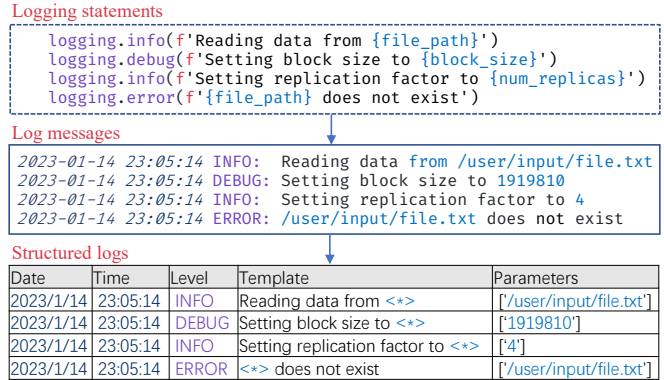 Logging statements
logging.info(f'Reading data from {file_path}')
logging.debug(f'Setting block size to {block_size}')
logging.info(f'Setting replication factor to {num_replicas}')
logging.error(f'{file_path} does not exist')
Log messages
2023-01-14 23:05:14 INFO: Reading data from /user/input/file.txt
2023-01-14 23:05:14 DEBUG: Setting block size to 1919810
2023-01-14 23:05:14 INFO: Setting replication factor to 4
2023-01-14 23:05:14 ERROR: /user/input/file.txt does not exist
Structured logs
Date Time Level Template Parameters
2023/1/14 23:05:14 INFO Reading data from <*> ['/user/input/file.txt']
2023/1/14 23:05:14 DEBUG Setting block size to <*> ['1919810']
2023/1/14 23:05:14 INFO Setting replication factor to <*> ['4']
2023/1/14 23:05:14 ERROR <*> does not exist ['/user/input/file.txt']